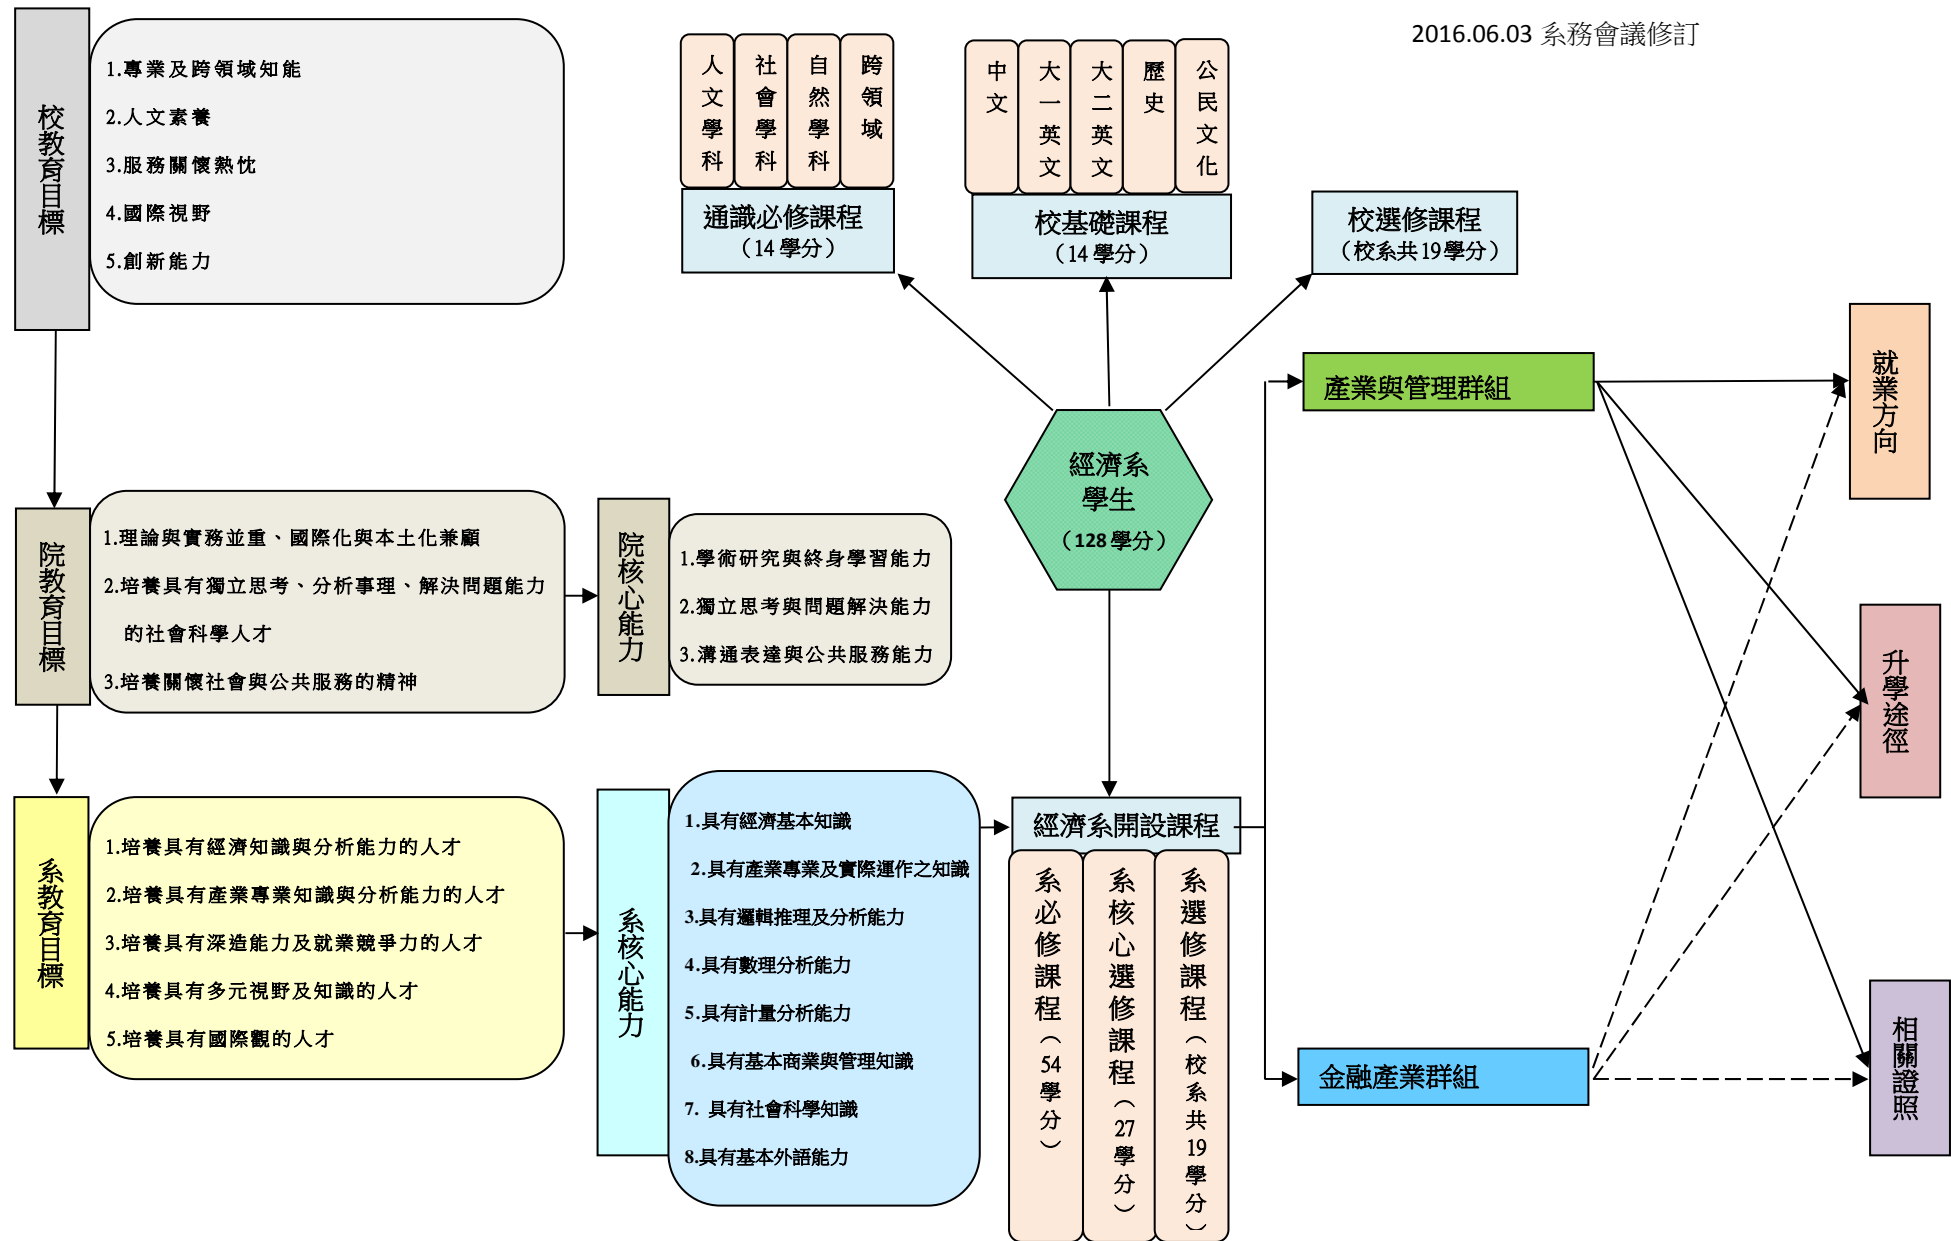 2016.06.03 系務會議修訂
校教育目標
1.專業及跨領域知能
2.人文素養
3.服務關懷熱忱
4.國際視野
5.創新能力
人文學科
社會學科
自然學科
跨領域
通識必修課程
（14 學分）
中文
大一英文
大二英文
歷史
公民文化
校基礎課程
（14 學分）
校選修課程
（校系共19學分）
經濟系
學生
（128 學分）
產業與管理群組
就業方向
院教育目標
1.理論與實務並重、國際化與本土化兼顧
2.培養具有獨立思考、分析事理、解決問題能力
的社會科學人才
3.培養關懷社會與公共服務的精神
院核心能力
1.學術研究與終身學習能力
2.獨立思考與問題解決能力
3.溝通表達與公共服務能力
升學途徑
系教育目標
1.培養具有經濟知識與分析能力的人才
2.培養具有產業專業知識與分析能力的人才
3.培養具有深造能力及就業競爭力的人才
4.培養具有多元視野及知識的人才
5.培養具有國際觀的人才
系核心能力
1.具有經濟基本知識
2.具有產業專業及實際運作之知識
3.具有邏輯推理及分析能力
4.具有數理分析能力
5.具有計量分析能力
6.具有基本商業與管理知識
7. 具有社會科學知識
8.具有基本外語能力
經濟系開設課程
系必修課程（54學分）
系核心選修課程（27學分）
系選修課程（校系共19學分）
金融產業群組
相關證照